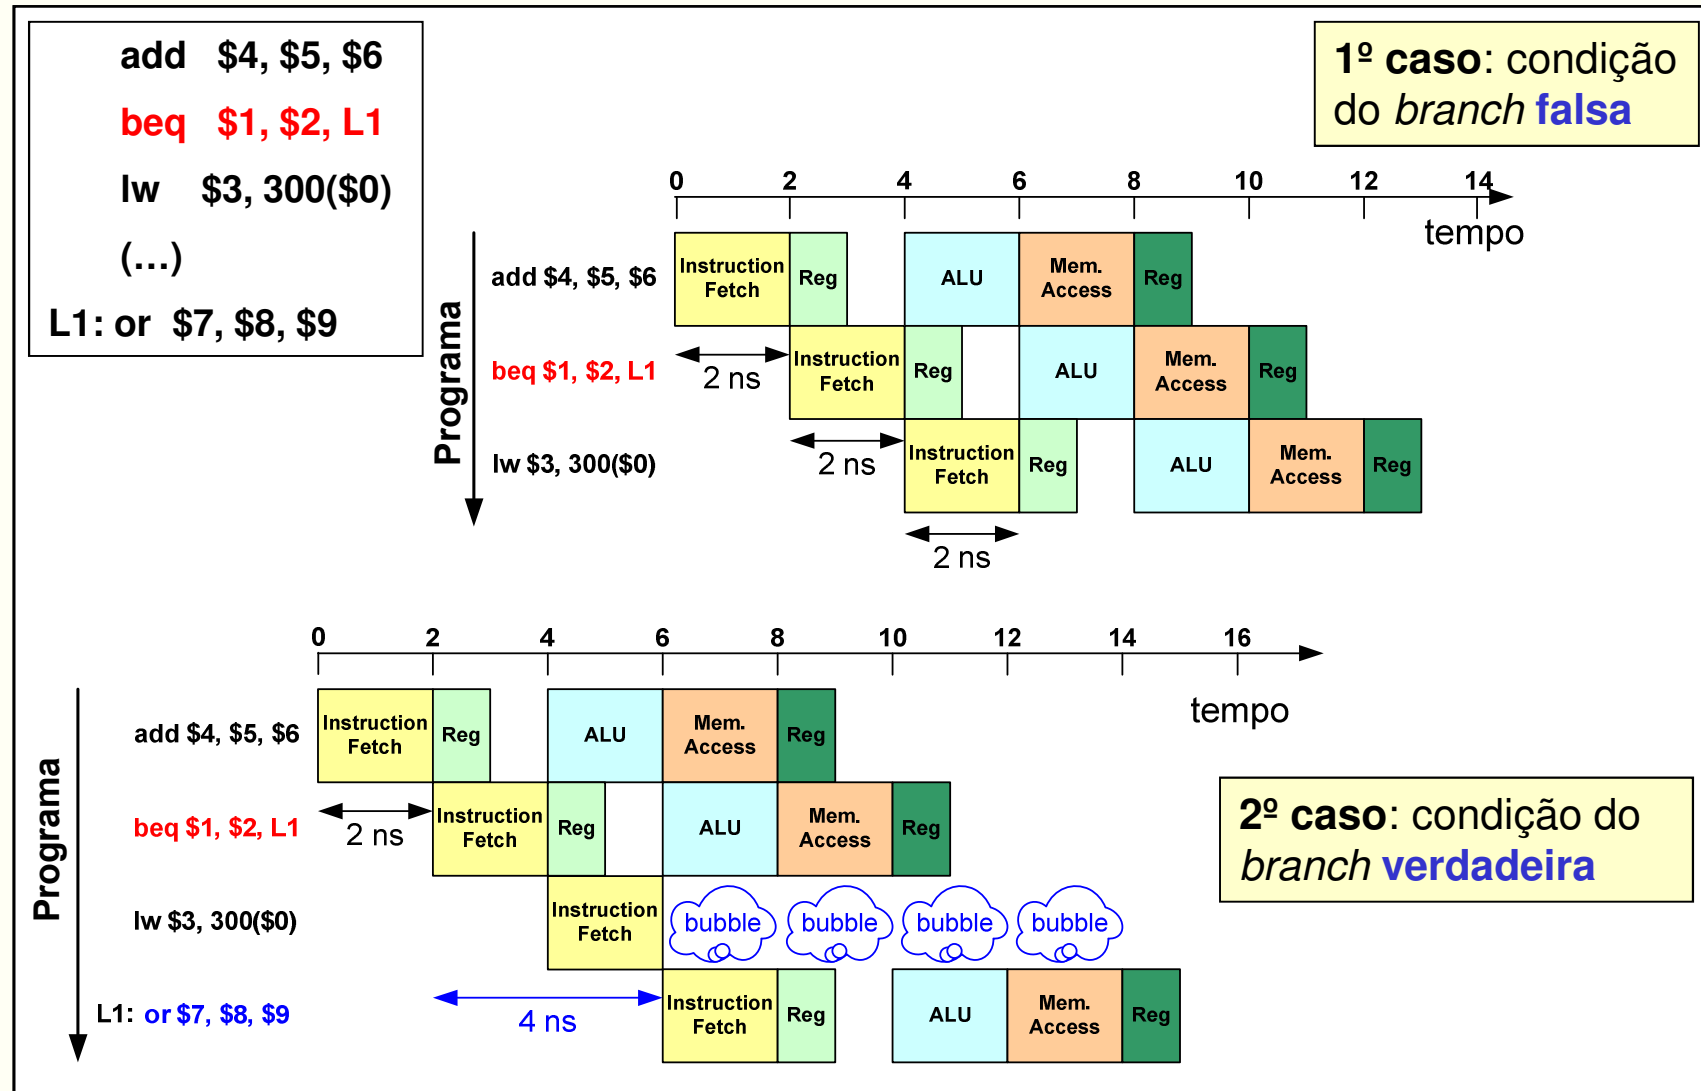 add $4, $5, $6
beq $1, $2, L1
lw $3, 300($0)
(...)
L1: or $7, $8, $9
1º caso: condição
do branch falsa
0 2 4 6 8 10 12 14
tempo
Programa
add $4, $5, $6
Instruction
Fetch
Reg
ALU
Mem.
Access
Reg
beq $1, $2, L1
2 ns
Instruction
Fetch
Reg
ALU
Mem.
Access
Reg
lw $3, 300($0)
2 ns
Instruction
Fetch
Reg
ALU
Mem.
Access
Reg
2 ns
0 2 4 6 8 10 12 14 16
tempo
Programa
add $4, $5, $6
Instruction
Fetch
Reg
ALU
Mem.
Access
Reg
beq $1, $2, L1
2 ns
Instruction
Fetch
Reg
ALU
Mem.
Access
Reg
2º caso: condição do
branch verdadeira
lw $3, 300($0)
Instruction
Fetch
bubble bubble bubble bubble
L1: or $7, $8, $9
4 ns
Instruction
Fetch
Reg
ALU
Mem.
Access
Reg